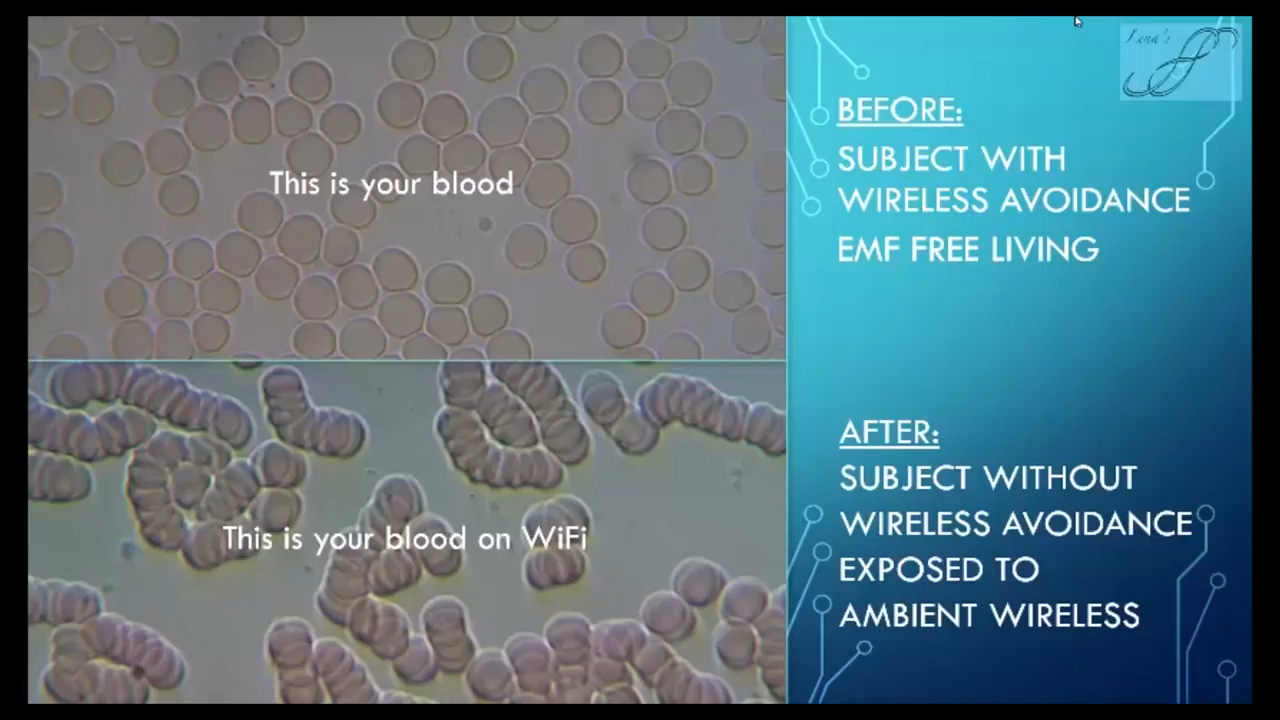 Lena's
This is your blood
BEFORE:
SUBJECT WITH
WIRELESS AVOIDANCE
EMF FREE LIVING
This is your blood on WiFi
AFTER:
SUBJECT WITHOUT
WIRELESS AVOIDANCE
EXPOSED TO
AMBIENT WIRELESS